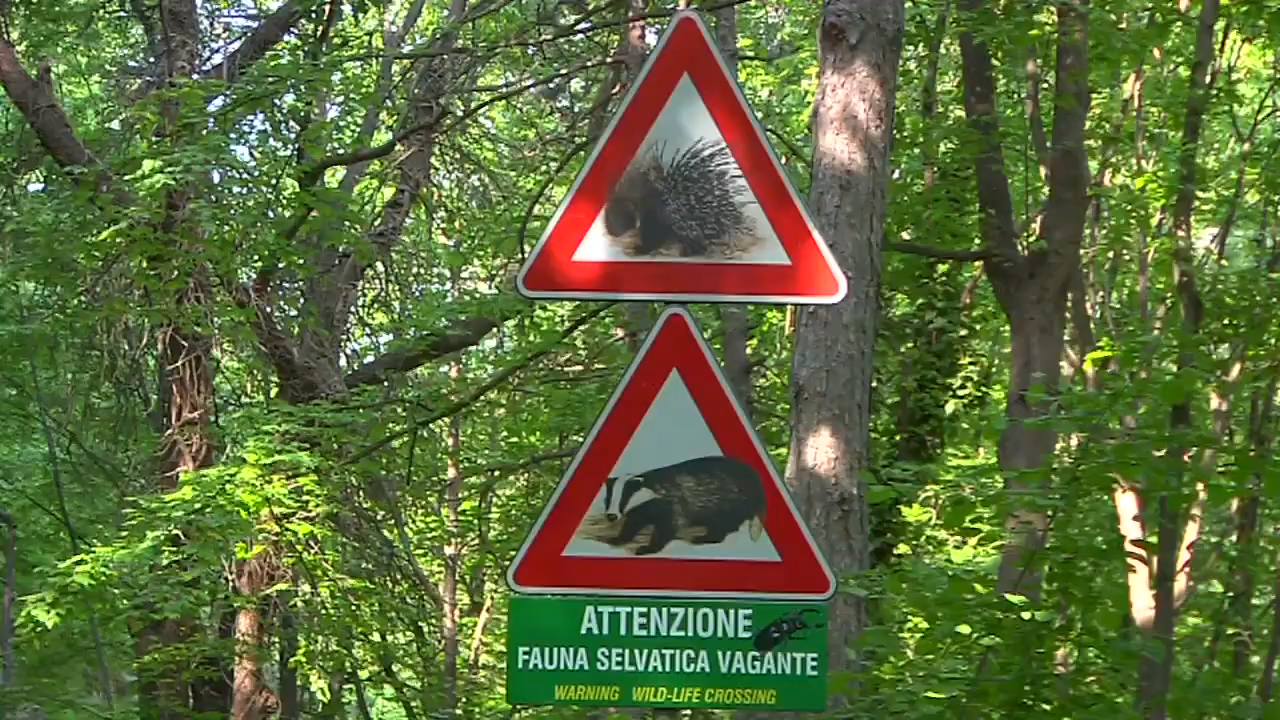 ATTENZIONE
FAUNA SELVATICA VAGANTE
WARNING WILD-LIFE CROSSING